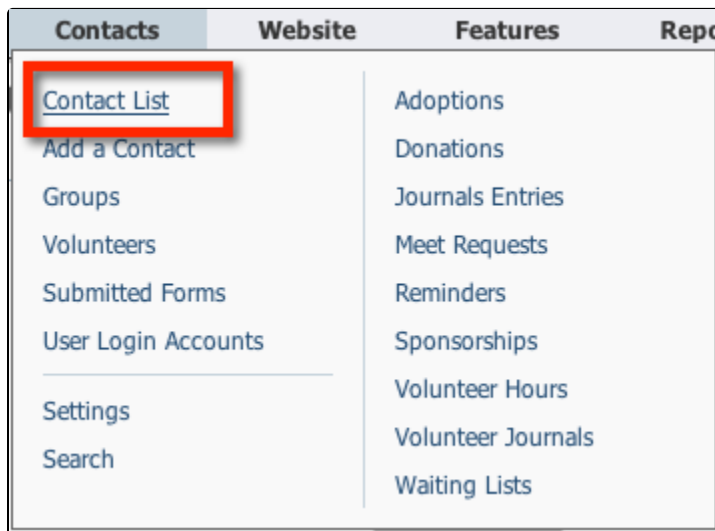 Contacts Website Features Repo
Contact List
Add a Contact
Groups
Volunteers
Submitted Forms
User Login Accounts
Settings
Search
Adoptions
Donations
Journals Entries
Meet Requests
Reminders
Sponsorships
Volunteer Hours
Volunteer Journals
Waiting Lists